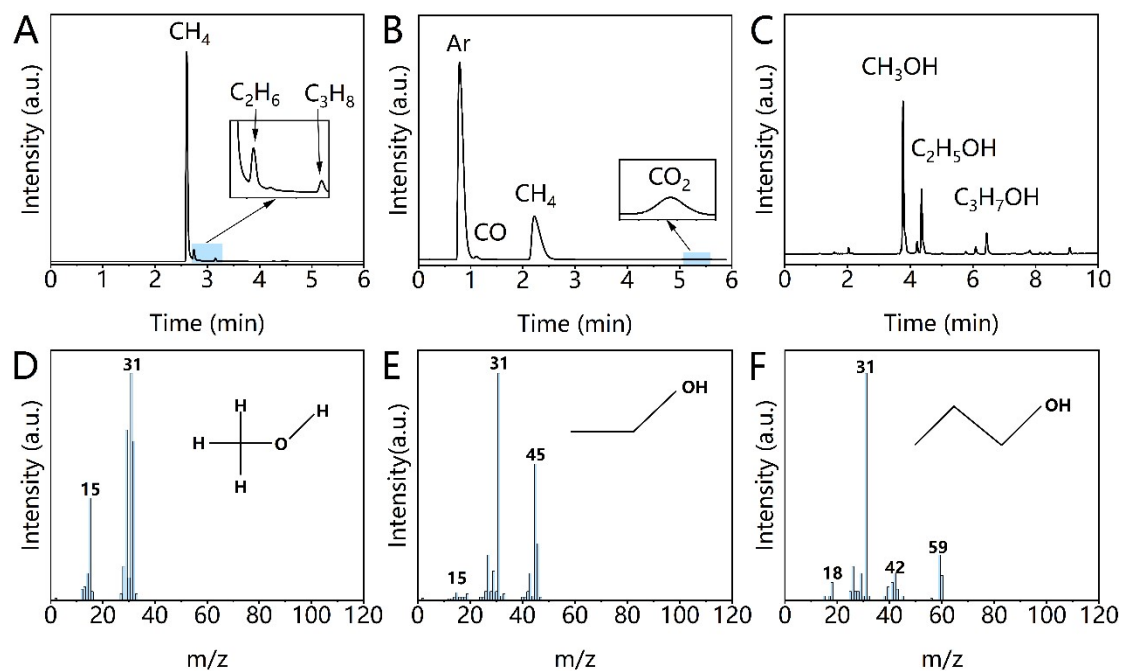 A
CH₄
C₂H₆
C₃H₈
Intensity (a.u.)
0 1 2 3 4 5 6
Time (min)
B
Ar
CO
CH₄
CO₂
Intensity (a.u.)
0 1 2 3 4 5 6
Time (min)
C
CH₃OH
C₂H₅OH
C₃H₇OH
Intensity (a.u.)
0 2 4 6 8 10
Time (min)
D
31
15
H
H
H
O
H
H
Intensity (a.u.)
0 20 40 60 80 100 120
m/z
E
31
OH
45
15
Intensity(a.u.)
0 20 40 60 80 100 120
m/z
F
31
OH
59
42
18
Intensity (a.u.)
0 20 40 60 80 100 120
m/z